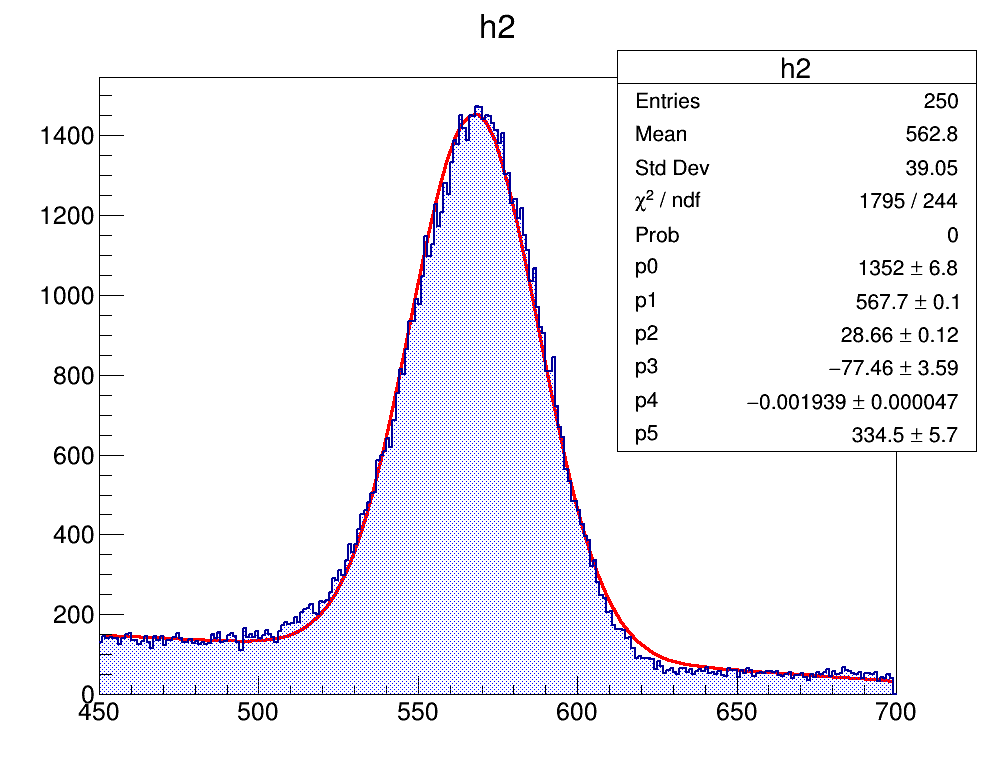 h2
h2
Entries 250
Mean 562.8
Std Dev 39.05
χ² / ndf 1795 / 244
Prob 0
p0 1352 ± 6.8
p1 567.7 ± 0.1
p2 28.66 ± 0.12
p3 −77.46 ± 3.59
p4 −0.001939 ± 0.000047
p5 334.5 ± 5.7
1400
1200
1000
800
600
400
200
0
450 500 550 600 650 700